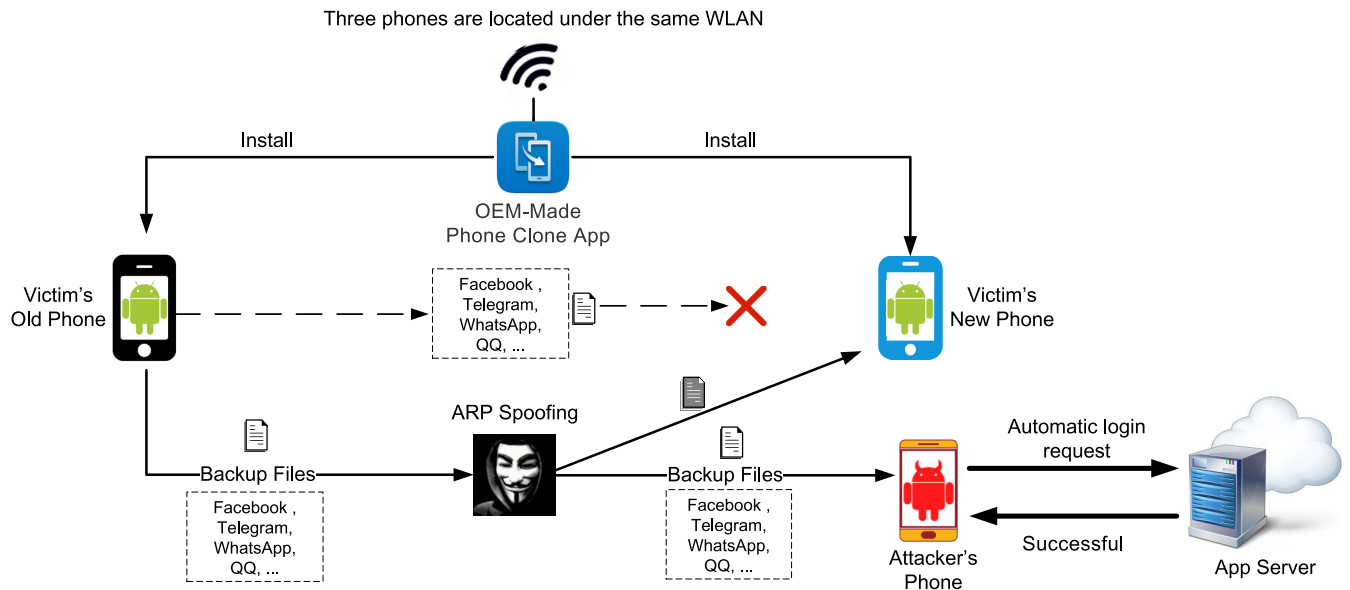 Three phones are located under the same WLAN
Install
Install
OEM-Made
Phone Clone App
Victim's
Old Phone
Facebook ,
Telegram,
WhatsApp,
QQ, ...
Victim's
New Phone
ARP Spoofing
Backup Files
Facebook ,
Telegram,
WhatsApp,
QQ, ...
Backup Files
Facebook ,
Telegram,
WhatsApp,
QQ, ...
Attacker's
Phone
Automatic login
request
Successful
App Server